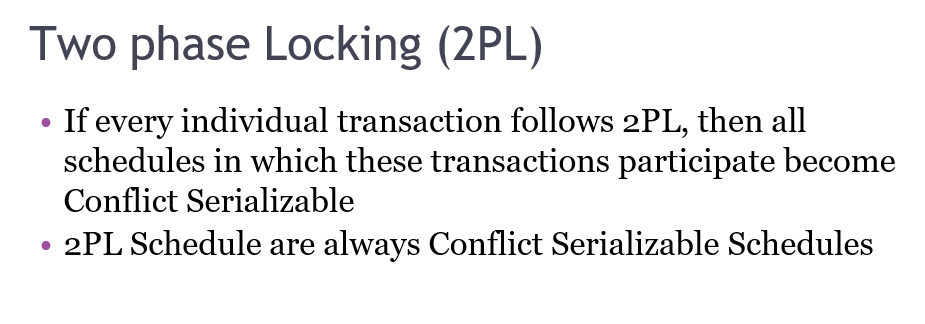 Two phase Locking (2PL)
• If every individual transaction follows 2PL, then all
schedules in which these transactions participate become
Conflict Serializable
• 2PL Schedule are always Conflict Serializable Schedules